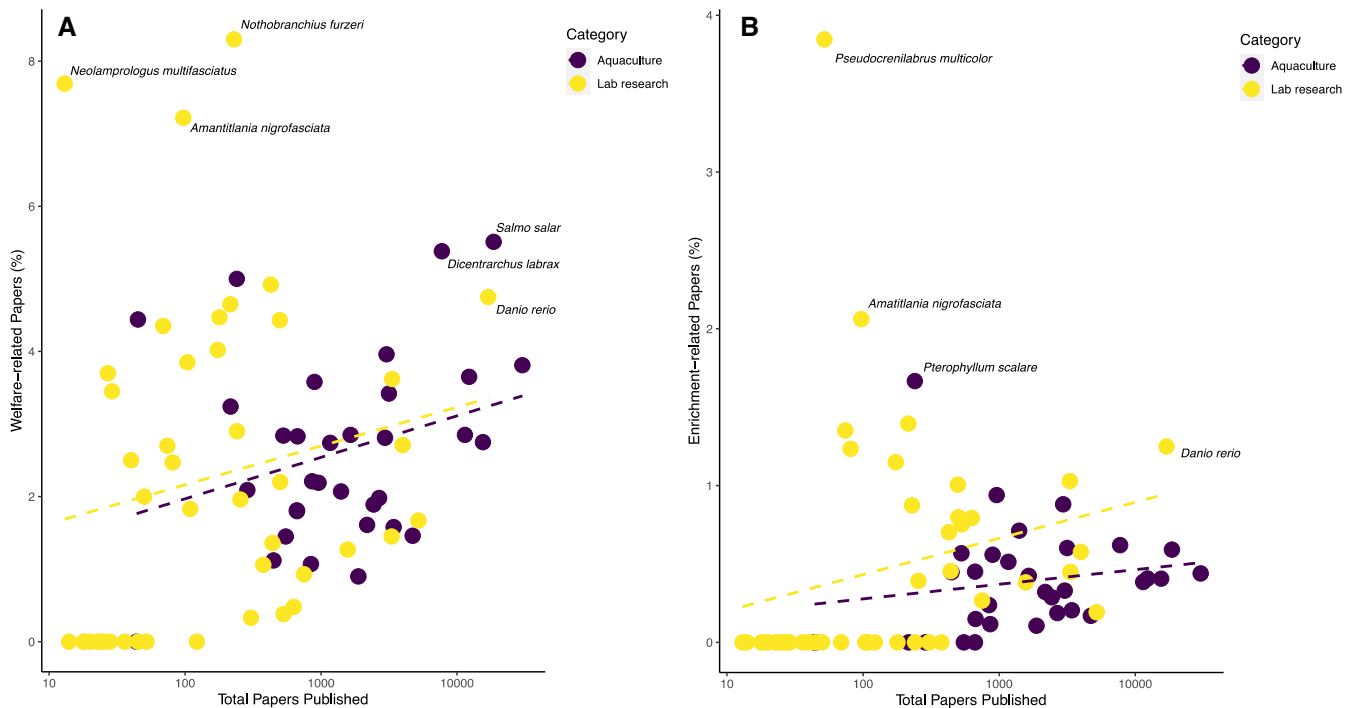 A
Nothobranchius furzeri
Neolamprologus multifasciatus
Amantitlania nigrofasciata
Salmo salar
Dicentrarchus labrax
Danio rerio
Category
Aquaculture
Lab research
Welfare−related Papers (%)
8
6
4
2
0
10
100
1000
10000
Total Papers Published
B
Pseudocrenilabrus multicolor
Amatitlania nigrofasciata
Pterophyllum scalare
Danio rerio
Category
Aquaculture
Lab research
Enrichment−related Papers (%)
4
3
2
1
0
10
100
1000
10000
Total Papers Published